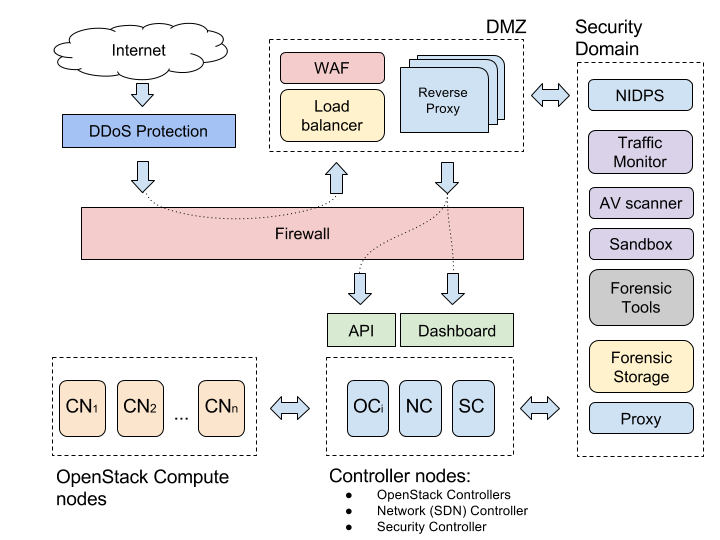 Internet
DDoS Protection
DMZ
WAF
Load
balancer
Reverse
Proxy
Security
Domain
NIDPS
Traffic
Monitor
AV scanner
Sandbox
Forensic
Tools
Forensic
Storage
Proxy
Firewall
API
Dashboard
CN1
CN2
...
CNn
OCi
NC
SC
OpenStack Compute
nodes
Controller nodes:
● OpenStack Controllers
● Network (SDN) Controller
● Security Controller